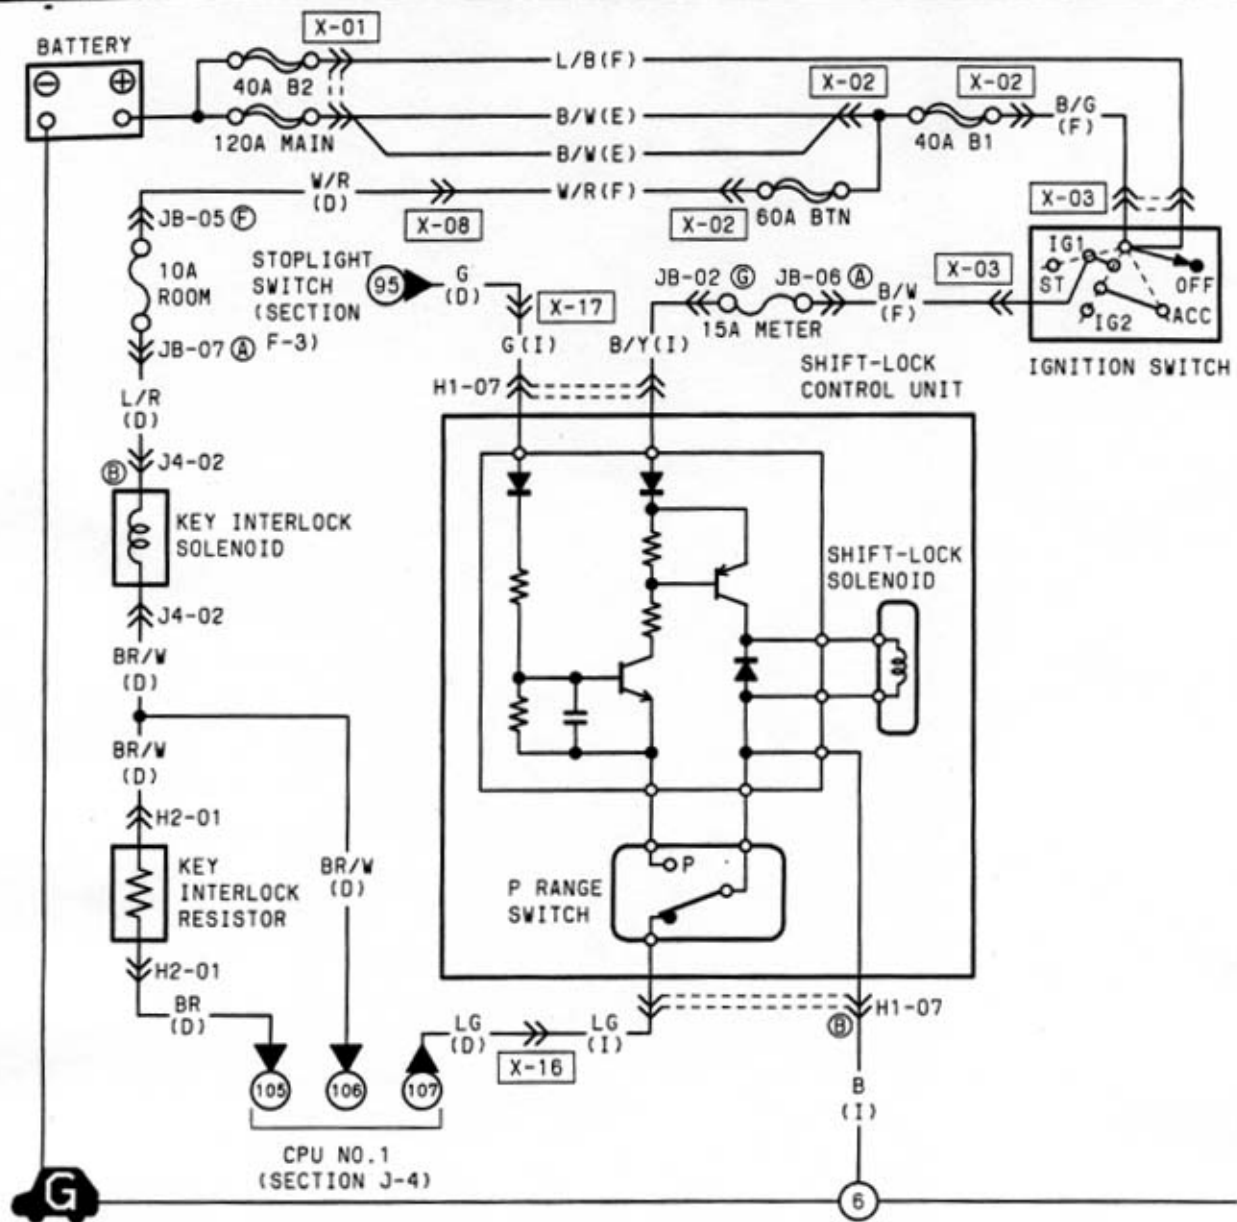 X-01
BATTERY
L/B(F)
40A B2
X-02
X-02
B/W(E)
B/G
(F)
120A MAIN
40A B1
B/W(E)
W/R
(D)
W/R(F)
X-03
JB-05 Ⓕ
X-08
X-02
60A BTN
STOPLIGHT
SWITCH
(SECTION
F-3)
95
G
(D)
10A
ROOM
JB-02 Ⓖ
JB-06 Ⓐ
X-03
IG1
ST
OFF
IG2
ACC
X-17
15A METER
B/W
(F)
JB-07 Ⓐ
G(I)
B/Y(I)
IGNITION SWITCH
SHIFT-LOCK
CONTROL UNIT
H1-07
L/R
(D)
Ⓑ
J4-02
KEY INTERLOCK
SOLENOID
SHIFT-LOCK
SOLENOID
J4-02
BR/W
(D)
BR/W
(D)
H2-01
KEY
INTERLOCK
RESISTOR
BR/W
(D)
P
P RANGE
SWITCH
H2-01
BR
(D)
LG
(D)
LG
(I)
X-16
H1-07
Ⓑ
105
106
107
B
(I)
CPU NO.1
(SECTION J-4)
G
6